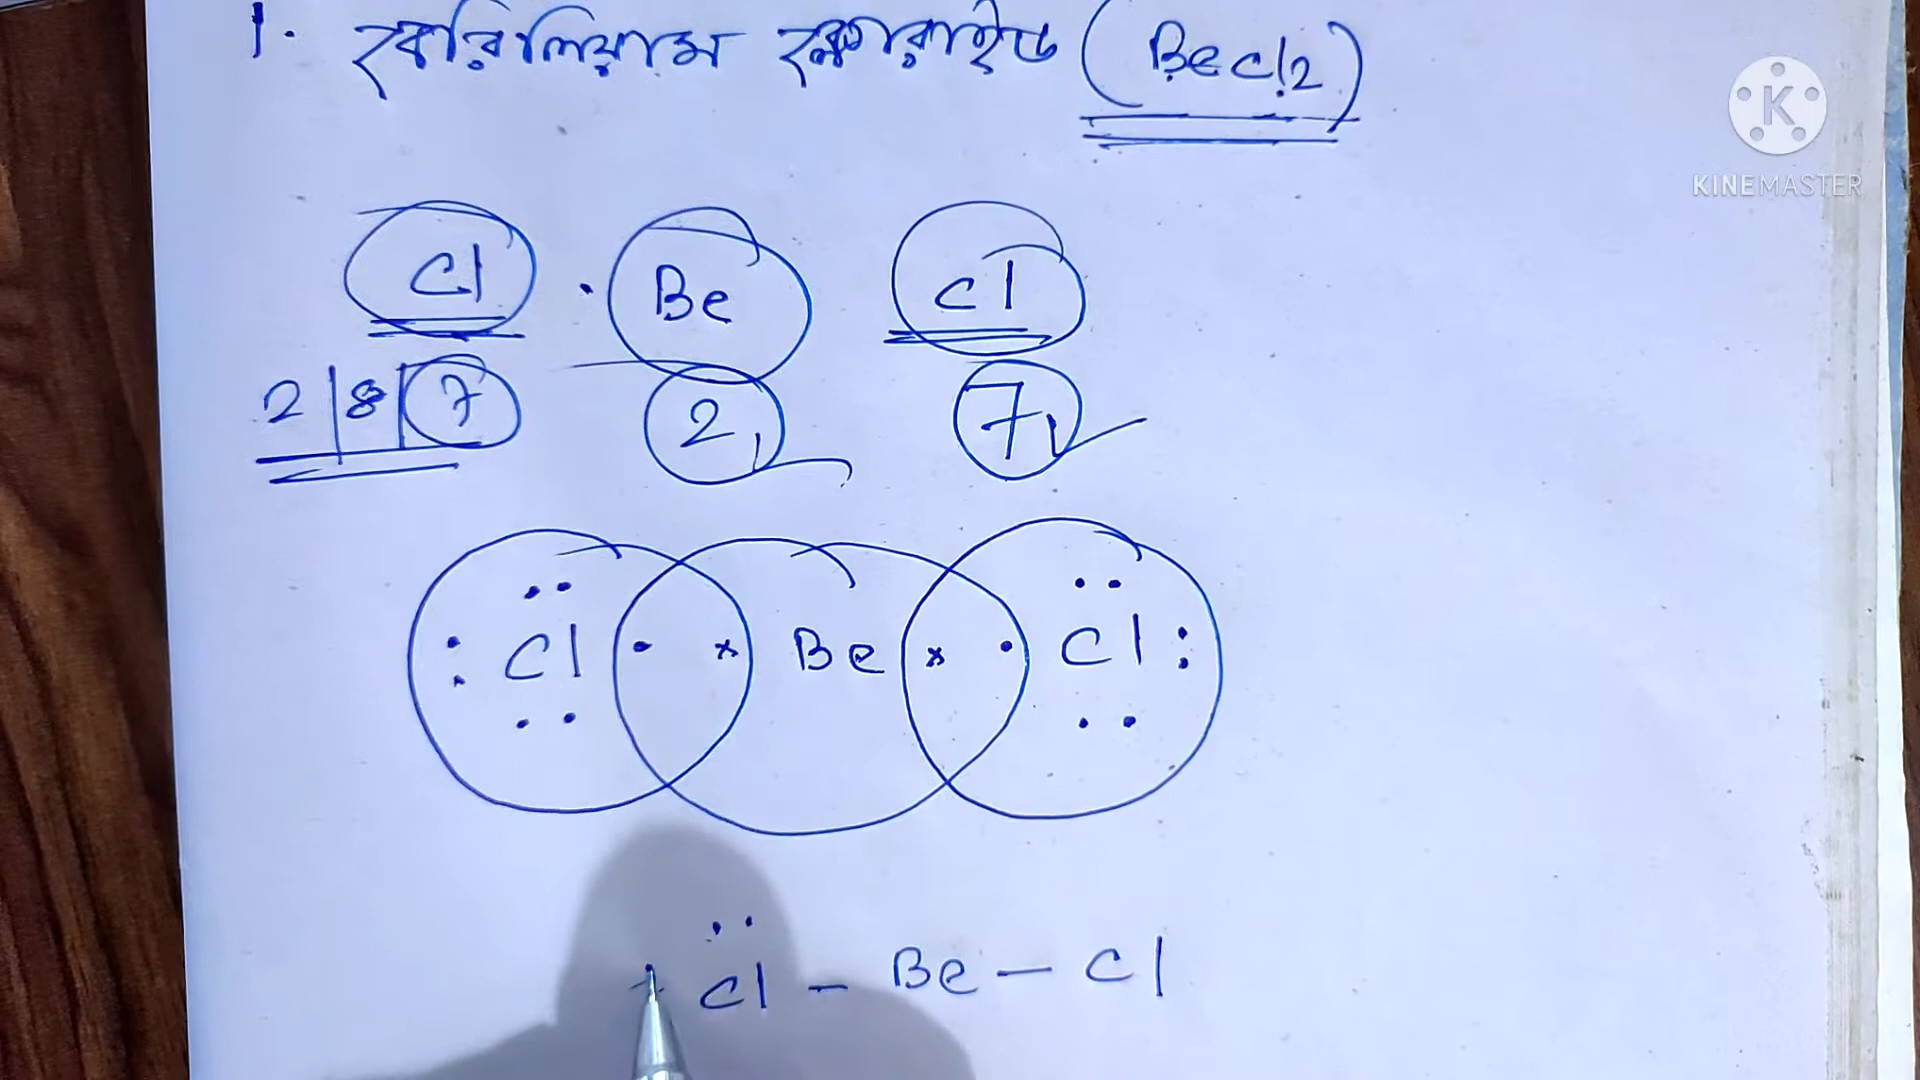 1. বেরিলিয়াম ক্লোরাইড (BeCl2)
KINEMASTER
Cl · Be Cl
2|8|7 2 7
Cl Be Cl
Cl - Be - Cl